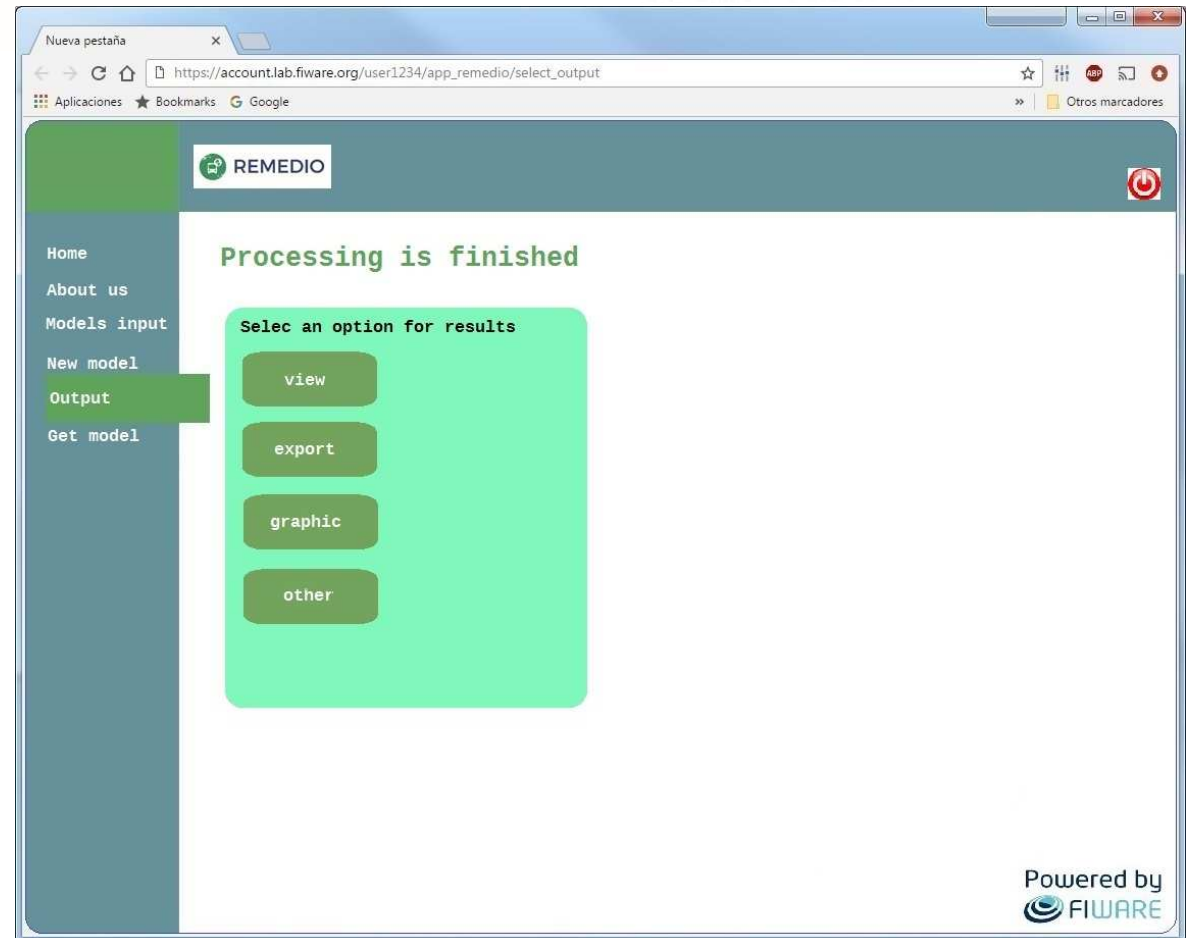 Nueva pestaña
https://account.lab.fiware.org/user1234/app_remedio/select_output
ABP
Aplicaciones Bookmarks G Google » Otros marcadores
REMEDIO
Home
About us
Models input
New model
Output
Get model
Processing is finished
Selec an option for results
view
export
graphic
other
Powered by
FIWARE